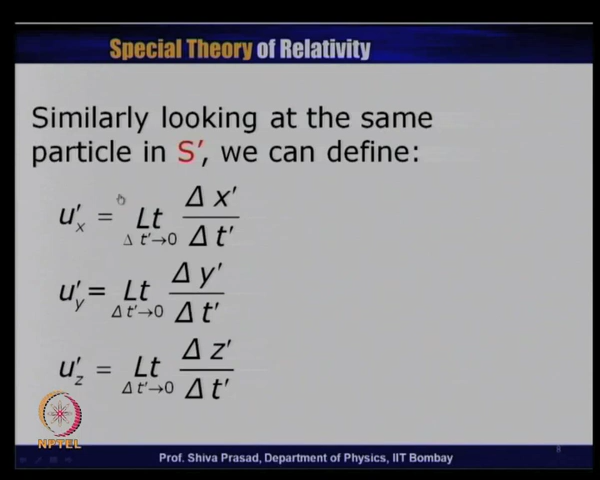 Special Theory of Relativity
Similarly looking at the same
particle in S′, we can define:
u′x = Lt Δt′→0 Δx′/Δt′
u′y = Lt Δt′→0 Δy′/Δt′
u′z = Lt Δt′→0 Δz′/Δt′
NPTEL
Prof. Shiva Prasad, Department of Physics, IIT Bombay